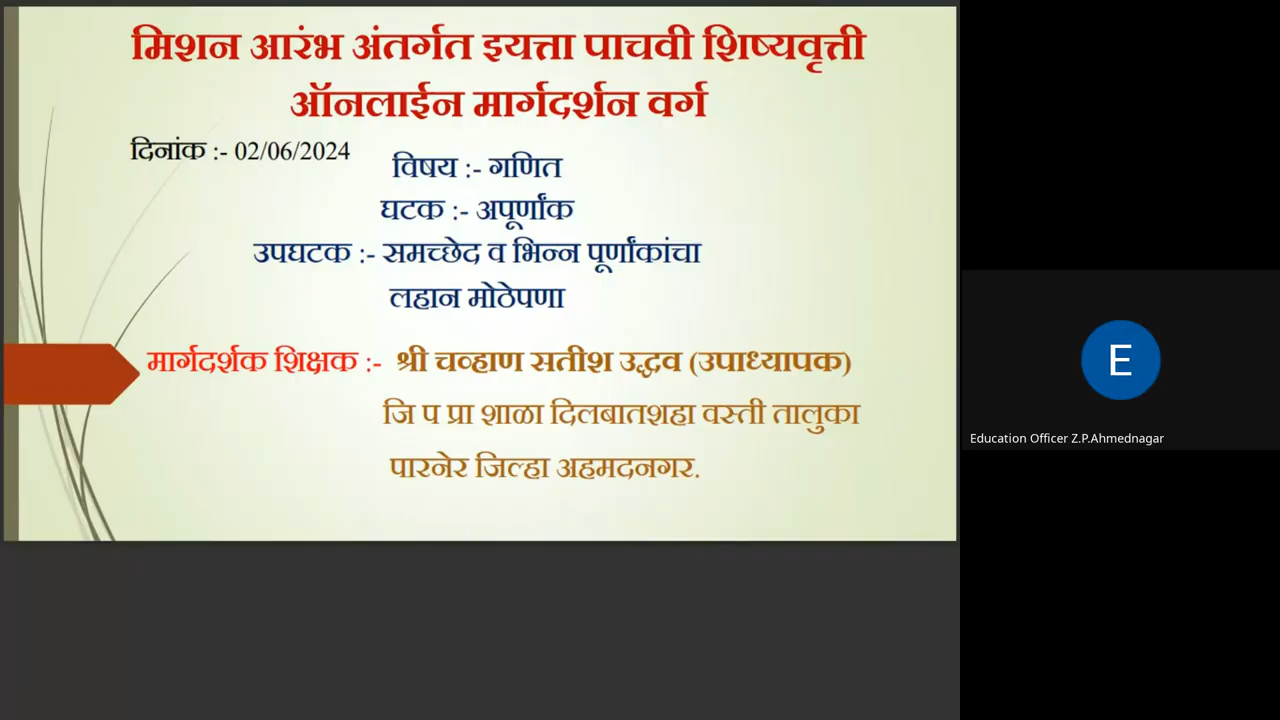 मिशन आरंभ अंतर्गत इयत्ता पाचवी शिष्यवृत्ती
ऑनलाईन मार्गदर्शन वर्ग
दिनांक :- 02/06/2024
विषय :- गणित
घटक :- अपूर्णांक
उपघटक :- समच्छेद व भिन्न पूर्णांकांचा
लहान मोठेपणा
मार्गदर्शक शिक्षक :- श्री चव्हाण सतीश उद्धव (उपाध्यापक)
जि प प्रा शाळा दिलबातशहा वस्ती तालुका
पारनेर जिल्हा अहमदनगर.
E
Education Officer Z.P.Ahmednagar